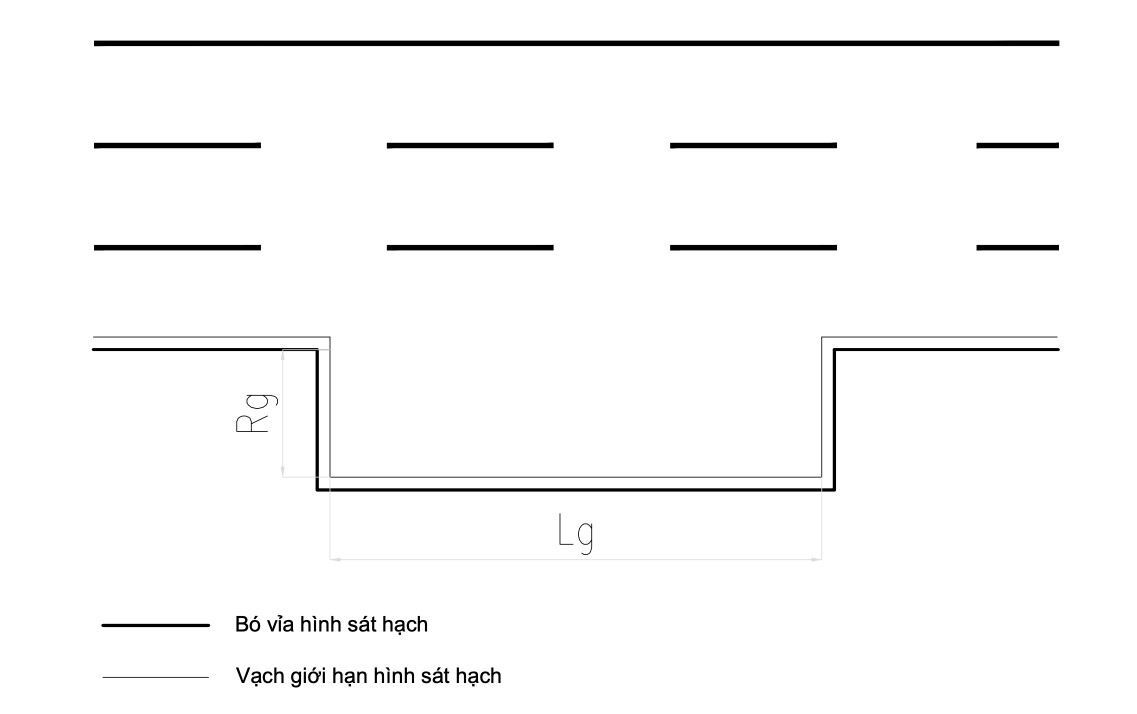 Rg
Lg
Bó vỉa hình sát hạch
Vạch giới hạn hình sát hạch